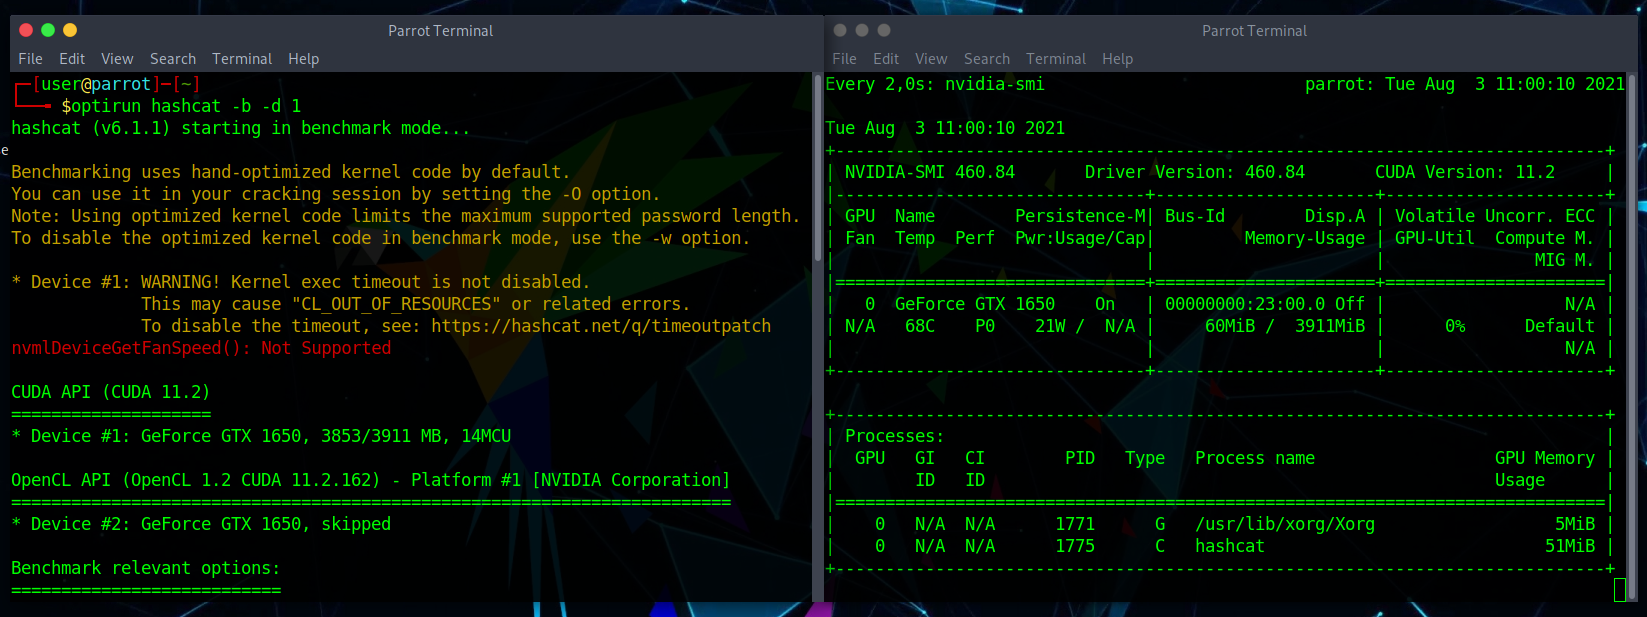 Parrot Terminal
File Edit View Search Terminal Help
┌─[user@parrot]─[~]
└──╼ $optirun hashcat -b -d 1
hashcat (v6.1.1) starting in benchmark mode...
e
Benchmarking uses hand-optimized kernel code by default.
You can use it in your cracking session by setting the -O option.
Note: Using optimized kernel code limits the maximum supported password length.
To disable the optimized kernel code in benchmark mode, use the -w option.
* Device #1: WARNING! Kernel exec timeout is not disabled.
             This may cause "CL_OUT_OF_RESOURCES" or related errors.
             To disable the timeout, see: https://hashcat.net/q/timeoutpatch
nvmlDeviceGetFanSpeed(): Not Supported
CUDA API (CUDA 11.2)
====================
* Device #1: GeForce GTX 1650, 3853/3911 MB, 14MCU
OpenCL API (OpenCL 1.2 CUDA 11.2.162) - Platform #1 [NVIDIA Corporation]
========================================================================
* Device #2: GeForce GTX 1650, skipped
Benchmark relevant options:
===========================
Parrot Terminal
File Edit View Search Terminal Help
Every 2,0s: nvidia-smi                          parrot: Tue Aug  3 11:00:10 2021
Tue Aug  3 11:00:10 2021
+-----------------------------------------------------------------------------+
| NVIDIA-SMI 460.84       Driver Version: 460.84       CUDA Version: 11.2     |
|-------------------------------+----------------------+----------------------+
| GPU  Name        Persistence-M| Bus-Id        Disp.A | Volatile Uncorr. ECC |
| Fan  Temp  Perf  Pwr:Usage/Cap|         Memory-Usage | GPU-Util  Compute M. |
|                               |                      |               MIG M. |
|===============================+======================+======================|
|   0  GeForce GTX 1650    On   | 00000000:23:00.0 Off |                  N/A |
| N/A   68C    P0    21W /  N/A |     60MiB /  3911MiB |      0%      Default |
|                               |                      |                  N/A |
+-------------------------------+----------------------+----------------------+
+-----------------------------------------------------------------------------+
| Processes:                                                                  |
|  GPU   GI   CI        PID   Type   Process name                  GPU Memory |
|        ID   ID                                                   Usage      |
|=============================================================================|
|    0   N/A  N/A      1771      G   /usr/lib/xorg/Xorg                  5MiB |
|    0   N/A  N/A      1775      C   hashcat                            51MiB |
+-----------------------------------------------------------------------------+